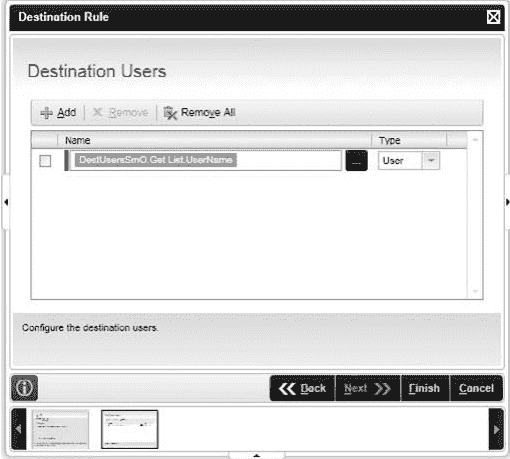 Destination Rule
Destination Users
Add Remove Remove All
Name Type
DestUsersSmO.Get List.UserName ... User
Configure the destination users.
Back Next Finish Cancel